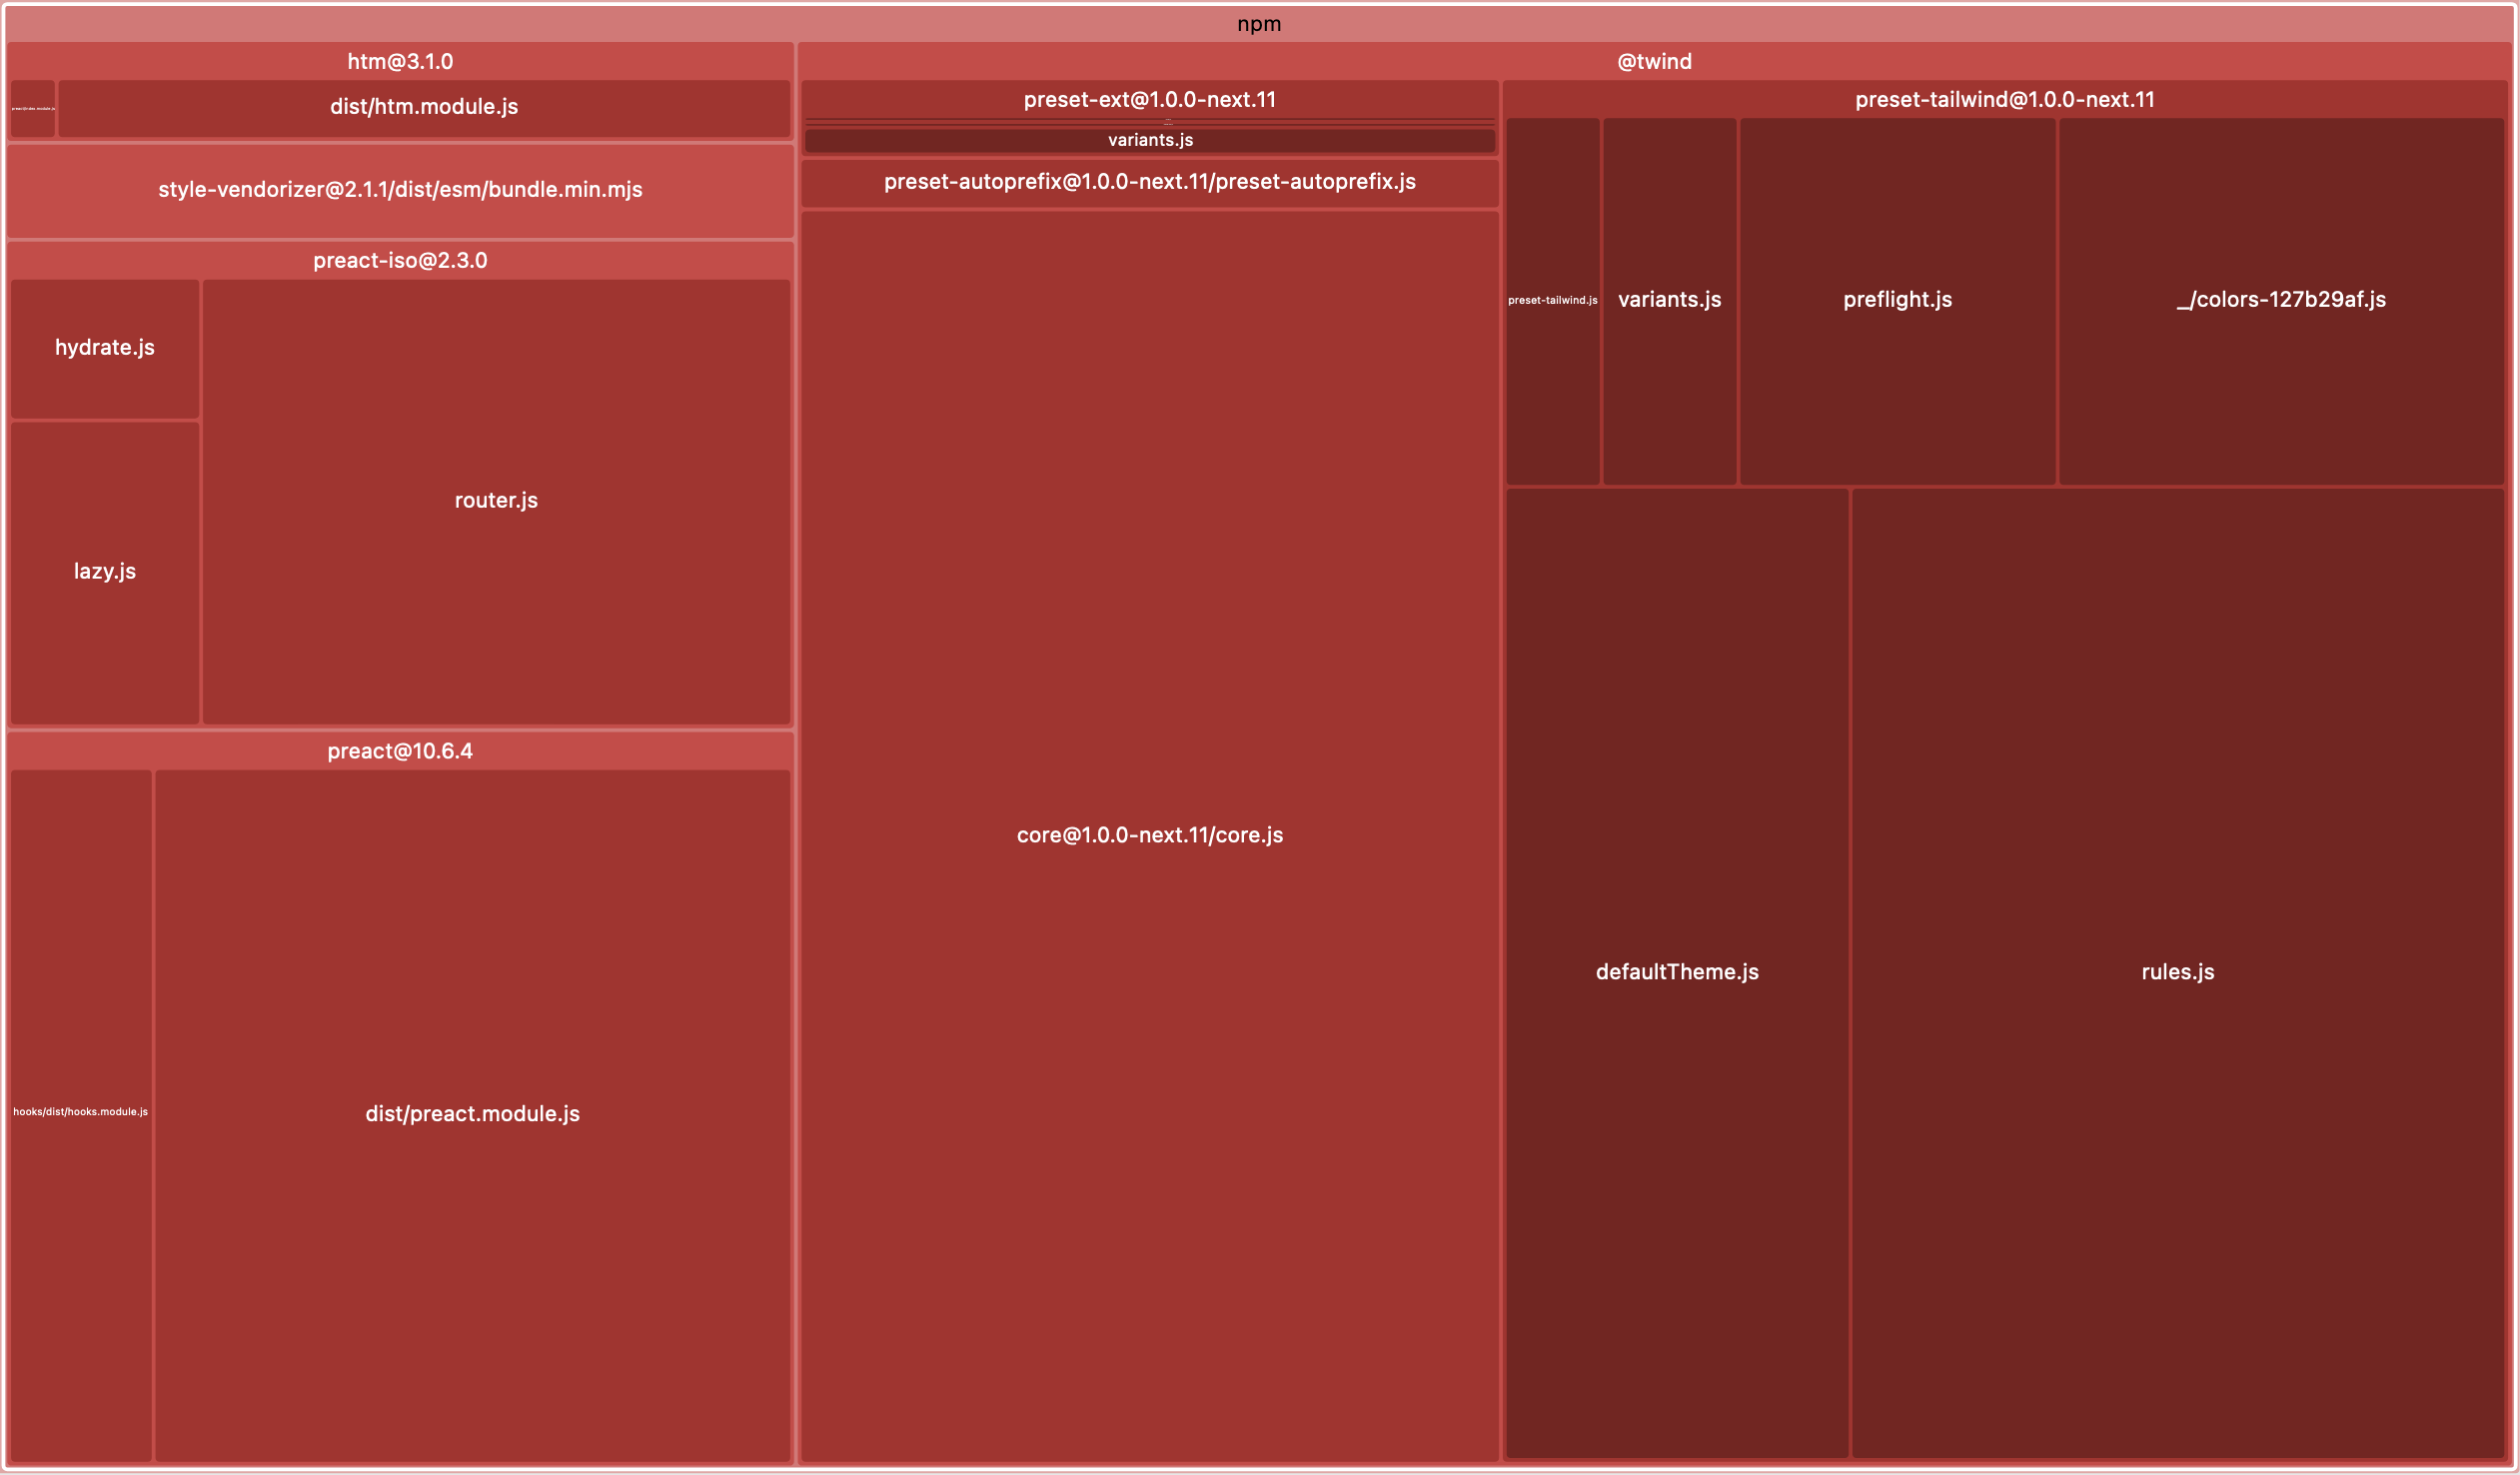 npm
htm@3.1.0
dist/htm.module.js
style-vendorizer@2.1.1/dist/esm/bundle.min.mjs
preact-iso@2.3.0
hydrate.js
lazy.js
router.js
preact@10.6.4
hooks/dist/hooks.module.js
dist/preact.module.js
@twind
preset-ext@1.0.0-next.11
variants.js
preset-autoprefix@1.0.0-next.11/preset-autoprefix.js
core@1.0.0-next.11/core.js
preset-tailwind@1.0.0-next.11
preset-tailwind.js
variants.js
preflight.js
_/colors-127b29af.js
defaultTheme.js
rules.js